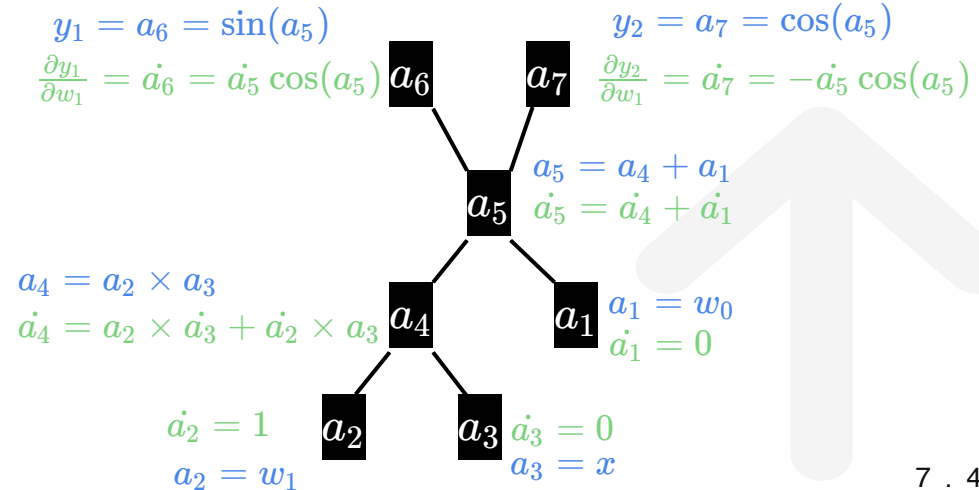 y₁ = a₆ = sin(a₅)
∂y₁/∂w₁ = ȧ₆ = ȧ₅ cos(a₅)
a₆
a₇
y₂ = a₇ = cos(a₅)
∂y₂/∂w₁ = ȧ₇ = −ȧ₅ cos(a₅)
a₅
a₅ = a₄ + a₁
ȧ₅ = ȧ₄ + ȧ₁
a₄ = a₂ × a₃
ȧ₄ = a₂ × ȧ₃ + ȧ₂ × a₃
a₄
a₁
a₁ = w₀
ȧ₁ = 0
ȧ₂ = 1
a₂ = w₁
a₂
a₃
ȧ₃ = 0
a₃ = x
7 . 4